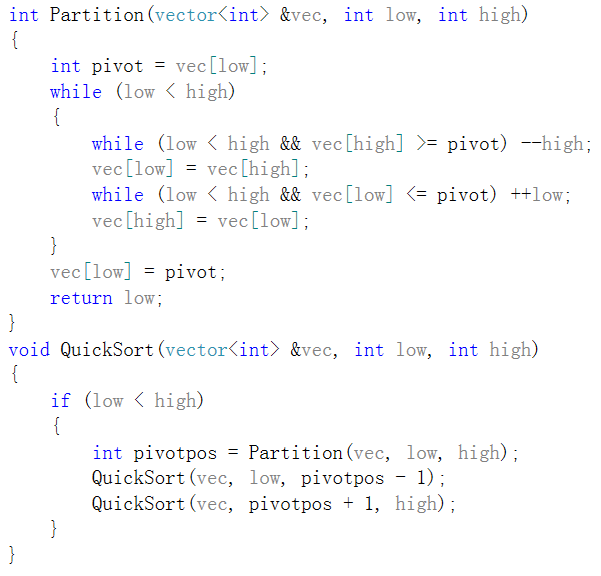 int Partition(vector<int> &vec, int low, int high)
{
    int pivot = vec[low];
    while (low < high)
    {
        while (low < high && vec[high] >= pivot) --high;
        vec[low] = vec[high];
        while (low < high && vec[low] <= pivot) ++low;
        vec[high] = vec[low];
    }
    vec[low] = pivot;
    return low;
}
void QuickSort(vector<int> &vec, int low, int high)
{
    if (low < high)
    {
        int pivotpos = Partition(vec, low, high);
        QuickSort(vec, low, pivotpos - 1);
        QuickSort(vec, pivotpos + 1, high);
    }
}